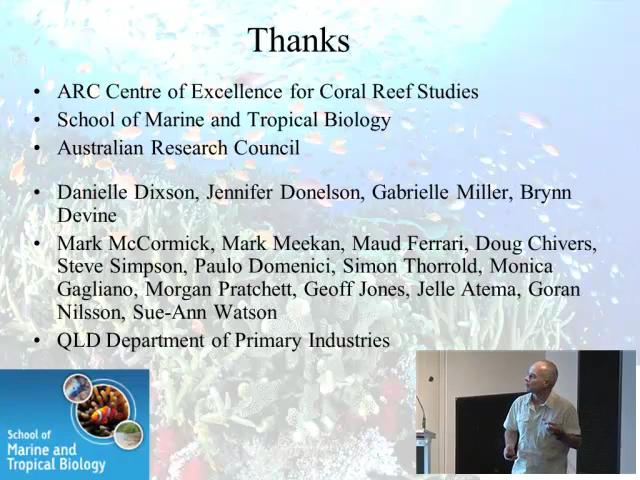 Thanks
• ARC Centre of Excellence for Coral Reef Studies
• School of Marine and Tropical Biology
• Australian Research Council
• Danielle Dixson, Jennifer Donelson, Gabrielle Miller, Brynn
Devine
• Mark McCormick, Mark Meekan, Maud Ferrari, Doug Chivers,
Steve Simpson, Paulo Domenici, Simon Thorrold, Monica
Gagliano, Morgan Pratchett, Geoff Jones, Jelle Atema, Goran
Nilsson, Sue-Ann Watson
• QLD Department of Primary Industries
School of
Marine and
Tropical Biology